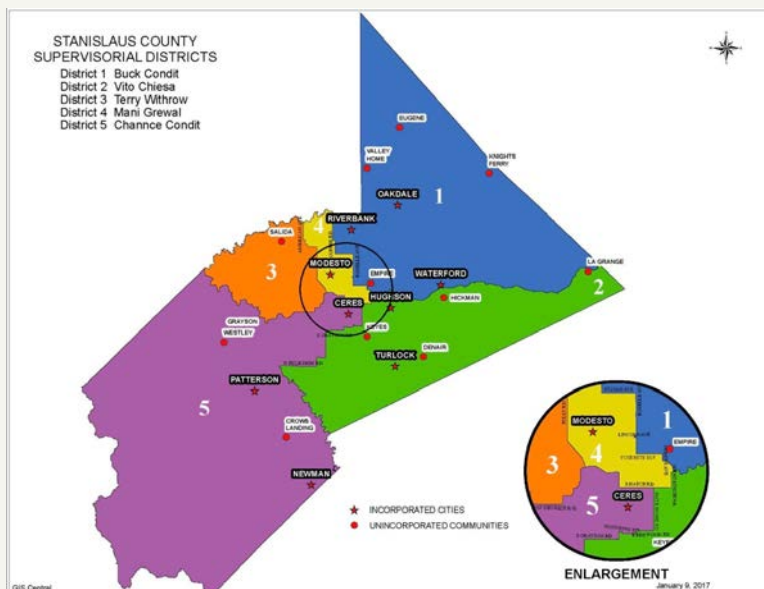 STANISLAUS COUNTY
SUPERVISORIAL DISTRICTS
District 1 Buck Condit
District 2 Vito Chiesa
District 3 Terry Withrow
District 4 Mani Grewal
District 5 Channce Condit
EUGENE
VALLEY
HOME
KNIGHTS
FERRY
OAKDALE
1
4
RIVERBANK
SALIDA
MODESTO
3
EMPIRE
WATERFORD
LA GRANGE
2
HUGHSON
HICKMAN
CERES
GRAYSON
WESTLEY
KEYES
DENAIR
TURLOCK
PATTERSON
5
CROWS
LANDING
NEWMAN
INCORPORATED CITIES
UNINCORPORATED COMMUNITIES
MODESTO
1
EMPIRE
4
3
5
CERES
KEYE
ENLARGEMENT
GIS Central
January 9, 2017